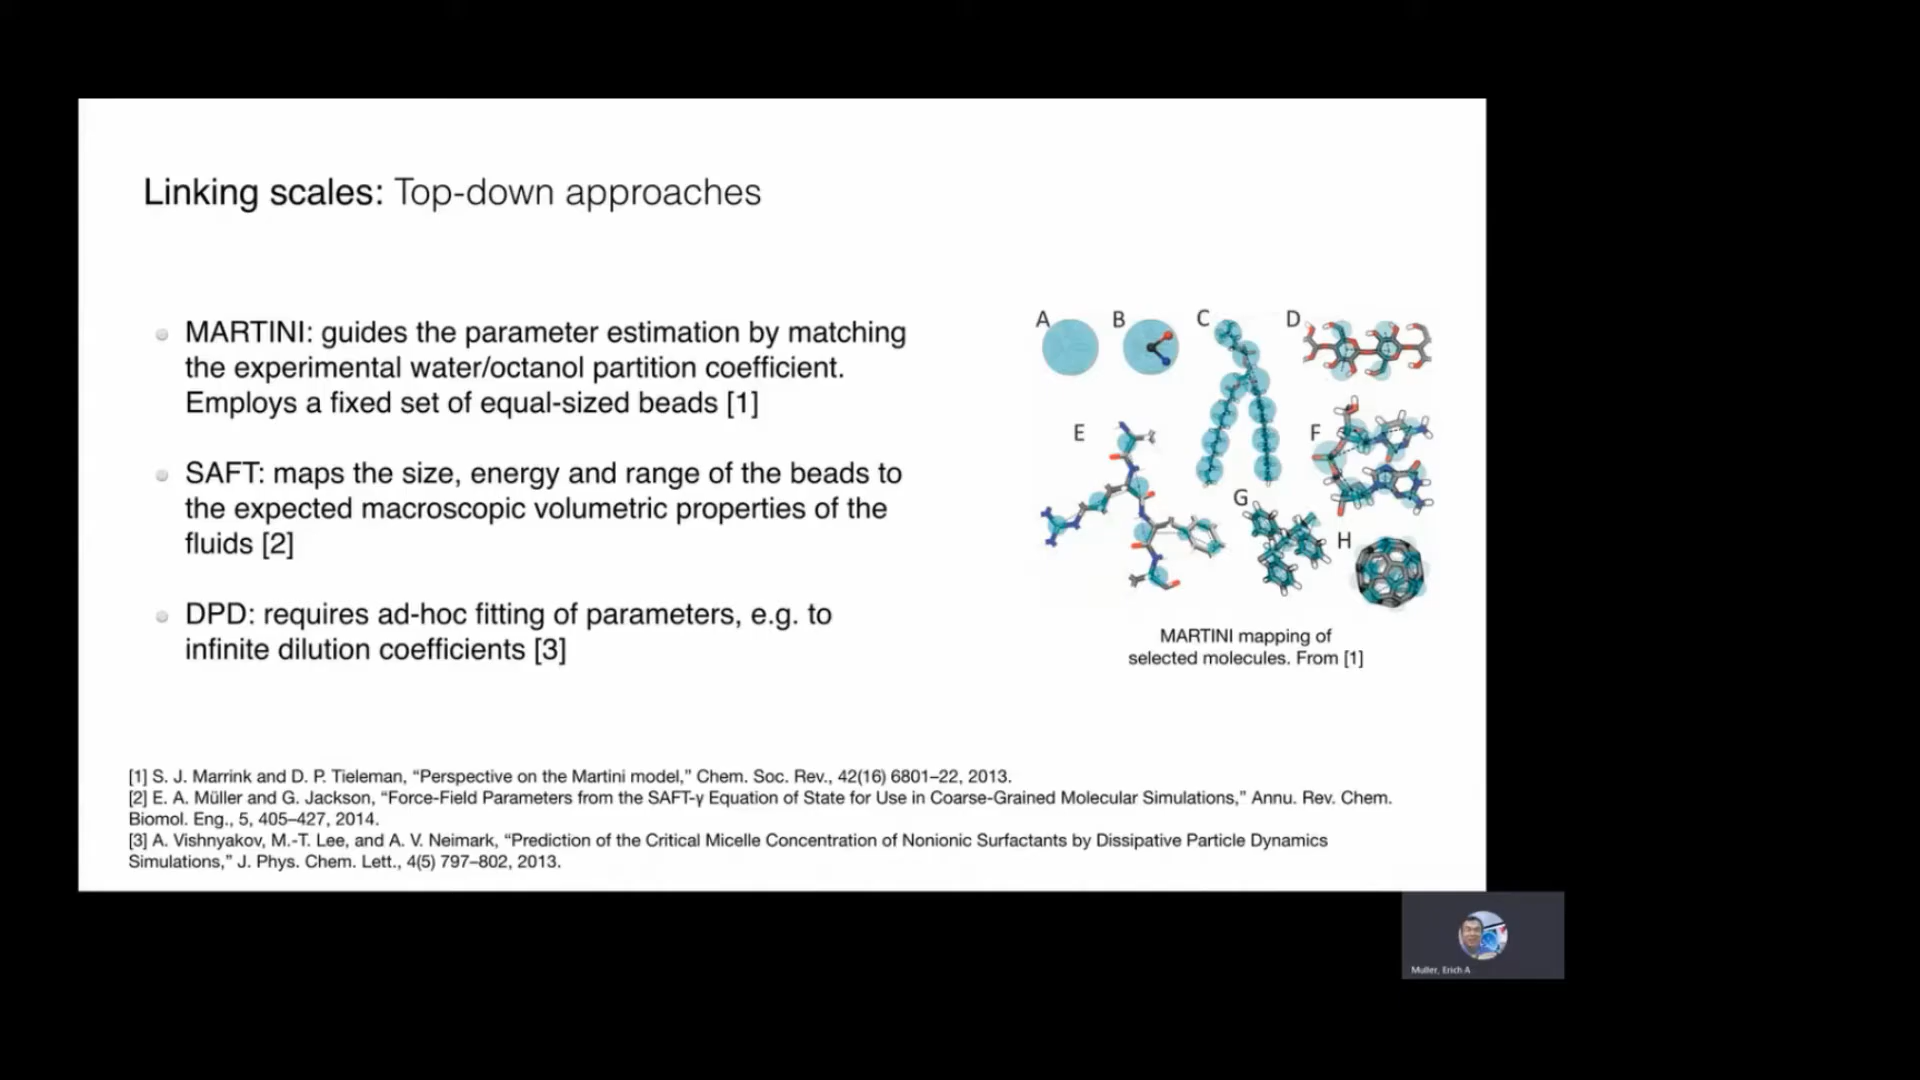 Linking scales: Top-down approaches
MARTINI: guides the parameter estimation by matching
the experimental water/octanol partition coefficient.
Employs a fixed set of equal-sized beads [1]
SAFT: maps the size, energy and range of the beads to
the expected macroscopic volumetric properties of the
fluids [2]
DPD: requires ad-hoc fitting of parameters, e.g. to
infinite dilution coefficients [3]
A B C D
E F
G
H
MARTINI mapping of
selected molecules. From [1]
[1] S. J. Marrink and D. P. Tieleman, “Perspective on the Martini model,” Chem. Soc. Rev., 42(16) 6801–22, 2013.
[2] E. A. Müller and G. Jackson, “Force-Field Parameters from the SAFT-γ Equation of State for Use in Coarse-Grained Molecular Simulations,” Annu. Rev. Chem.
Biomol. Eng., 5, 405–427, 2014.
[3] A. Vishnyakov, M.-T. Lee, and A. V. Neimark, “Prediction of the Critical Micelle Concentration of Nonionic Surfactants by Dissipative Particle Dynamics
Simulations,” J. Phys. Chem. Lett., 4(5) 797–802, 2013.
Muller, Erich A